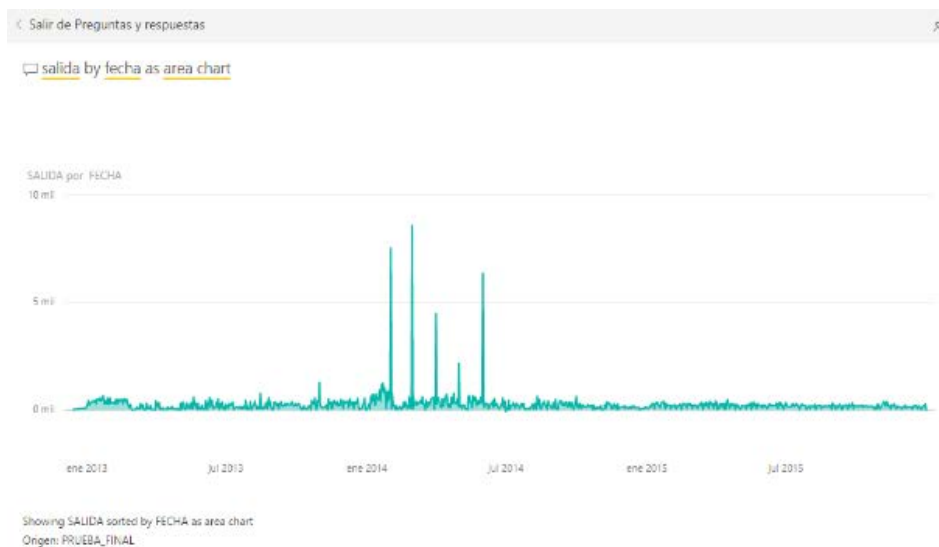 Salir de Preguntas y respuestas
salida by fecha as area chart
SALIDA por FECHA
10 mil
5 mil
0 mil
ene 2013 jul 2013 ene 2014 jul 2014 ene 2015 jul 2015
Showing SALIDA sorted by FECHA as area chart
Origen: PRUEBA_FINAL